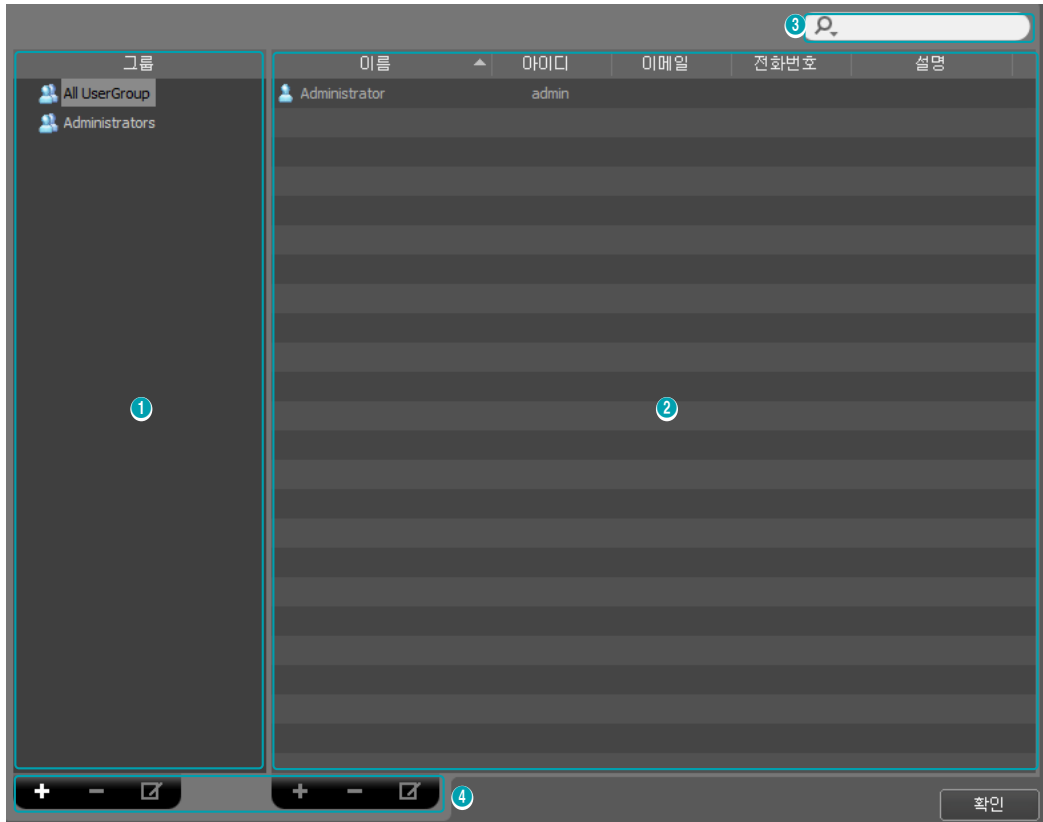 3
그룹
이름 아이디 이메일 전화번호 설명
All UserGroup
Administrator admin
Administrators
1
2
4
확인